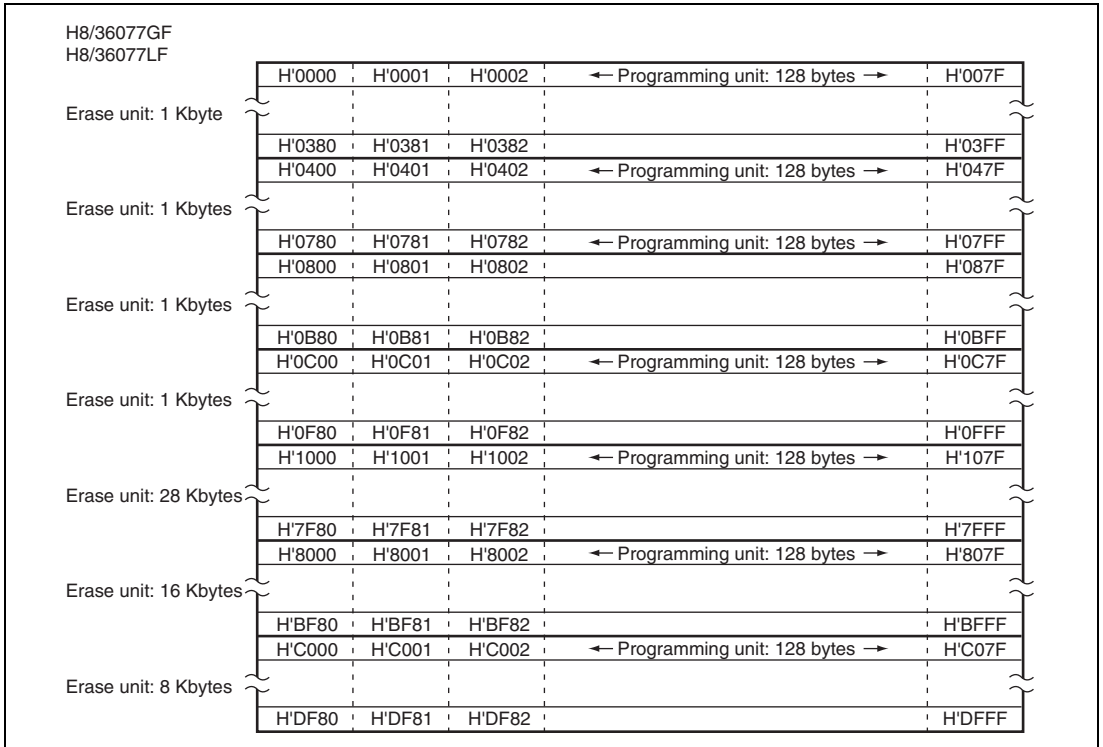 H8/36077GF
H8/36077LF
H'0000 H'0001 H'0002 ← Programming unit: 128 bytes → H'007F
Erase unit: 1 Kbyte
H'0380 H'0381 H'0382 H'03FF
H'0400 H'0401 H'0402 ← Programming unit: 128 bytes → H'047F
Erase unit: 1 Kbytes
H'0780 H'0781 H'0782 ← Programming unit: 128 bytes → H'07FF
H'0800 H'0801 H'0802 H'087F
Erase unit: 1 Kbytes
H'0B80 H'0B81 H'0B82 H'0BFF
H'0C00 H'0C01 H'0C02 ← Programming unit: 128 bytes → H'0C7F
Erase unit: 1 Kbytes
H'0F80 H'0F81 H'0F82 H'0FFF
H'1000 H'1001 H'1002 ← Programming unit: 128 bytes → H'107F
Erase unit: 28 Kbytes
H'7F80 H'7F81 H'7F82 H'7FFF
H'8000 H'8001 H'8002 ← Programming unit: 128 bytes → H'807F
Erase unit: 16 Kbytes
H'BF80 H'BF81 H'BF82 H'BFFF
H'C000 H'C001 H'C002 ← Programming unit: 128 bytes → H'C07F
Erase unit: 8 Kbytes
H'DF80 H'DF81 H'DF82 H'DFFF